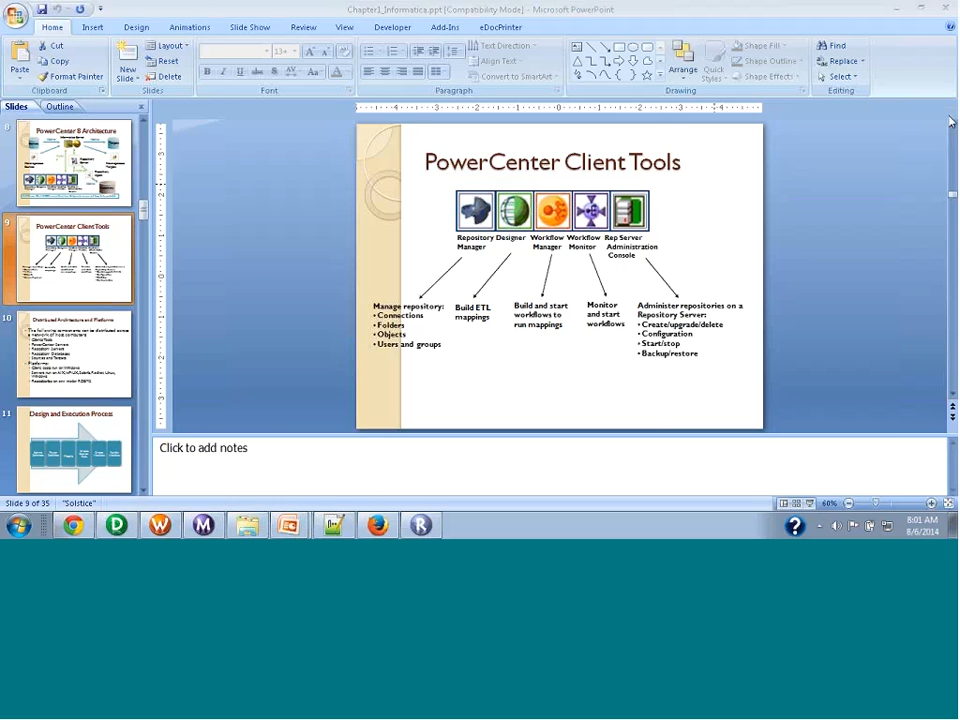 Chapter1_Informatica.ppt [Compatibility Mode] - Microsoft PowerPoint
Home Insert Design Animations Slide Show Review View Developer Add-Ins eDocPrinter
Paste
Cut
Copy
Format Painter
Clipboard
New
Slide
Layout
Reset
Delete
Slides
Font
Text Direction
Align Text
Convert to SmartArt
Paragraph
Arrange
Quick
Styles
Shape Fill
Shape Outline
Shape Effects
Drawing
Find
Replace
Select
Editing
Slides Outline
8
PowerCenter 8 Architecture
9
PowerCenter Client Tools
10
Distributed Architecture and Platforms
11
Design and Execution Process
PowerCenter Client Tools
Repository
Manager
Designer
Workflow
Manager
Workflow
Monitor
Rep Server
Administration
Console
Manage repository:
• Connections
• Folders
• Objects
• Users and groups
Build ETL
mappings
Build and start
workflows to
run mappings
Monitor
and start
workflows
Administer repositories on a
Repository Server:
• Create/upgrade/delete
• Configuration
• Start/stop
• Backup/restore
Click to add notes
Slide 9 of 35 "Solstice" 60%
8:01 AM
8/6/2014